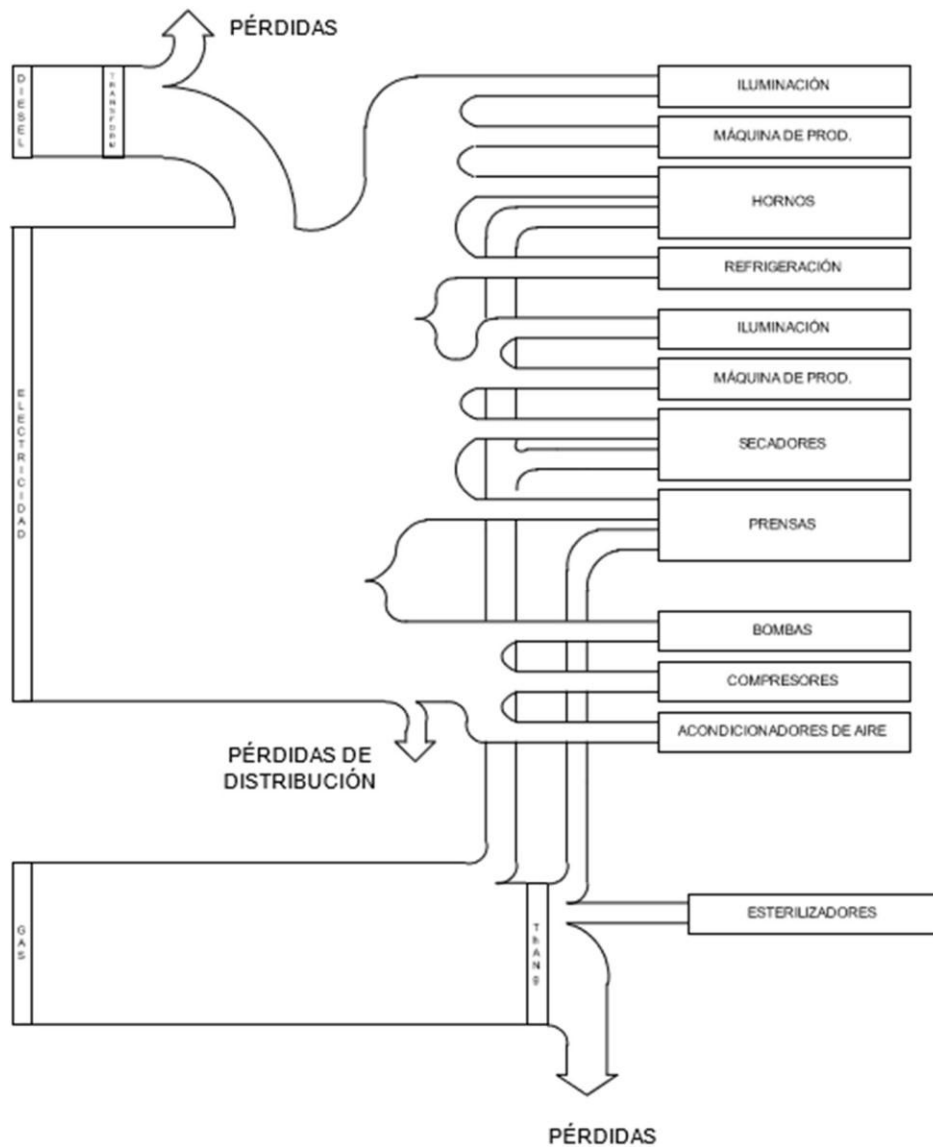 PÉRDIDAS
DIESEL
TRANSFORM
ILUMINACIÓN
MÁQUINA DE PROD.
HORNOS
REFRIGERACIÓN
ELECTRICIDAD
ILUMINACIÓN
MÁQUINA DE PROD.
SECADORES
PRENSAS
BOMBAS
COMPRESORES
ACONDICIONADORES DE AIRE
PÉRDIDAS DE
DISTRIBUCIÓN
GAS
ESTERILIZADORES
PÉRDIDAS